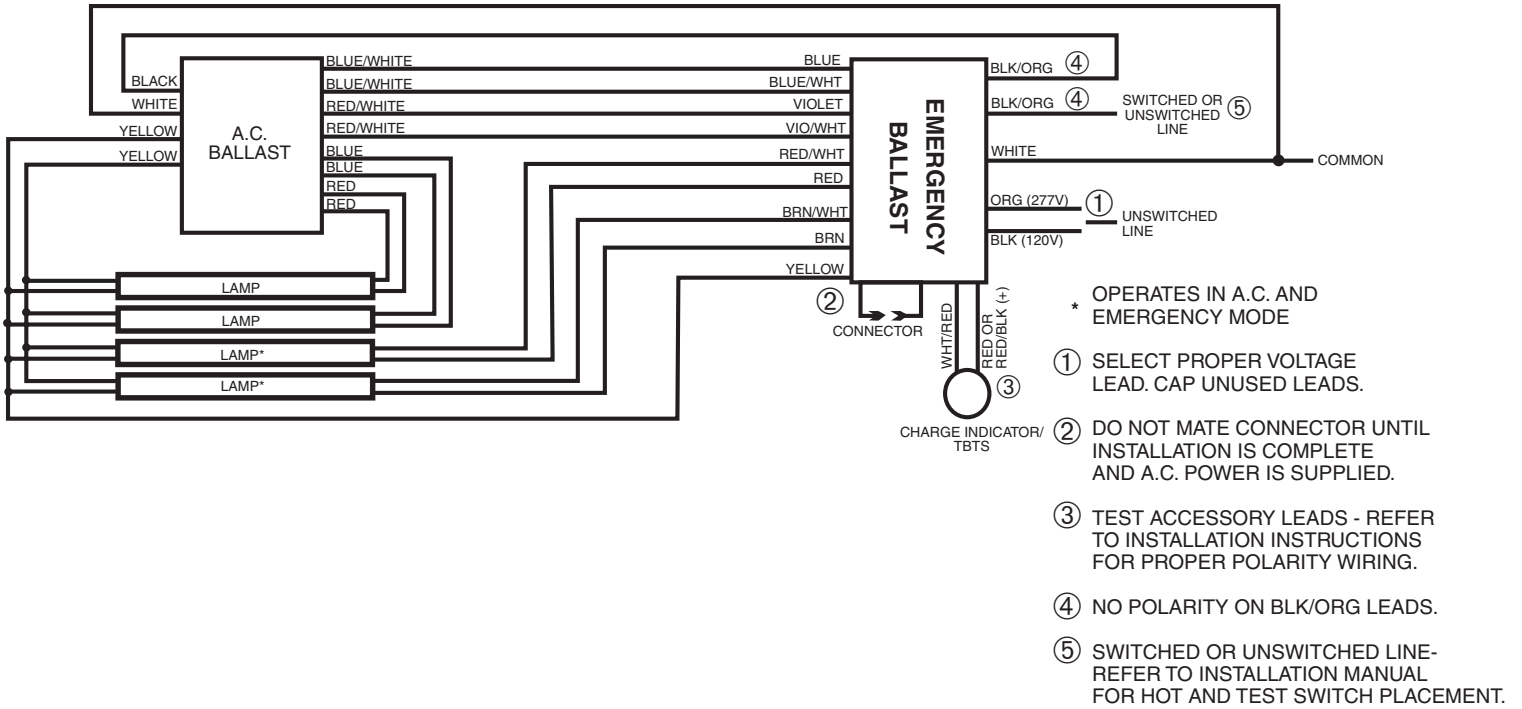 BLACK
WHITE
YELLOW
YELLOW
A.C.
BALLAST
BLUE/WHITE
BLUE/WHITE
RED/WHITE
RED/WHITE
BLUE
BLUE
RED
RED
BLUE
BLUE/WHT
VIOLET
VIO/WHT
RED/WHT
RED
BRN/WHT
BRN
YELLOW
EMERGENCY
BALLAST
BLK/ORG ④
BLK/ORG ④
SWITCHED OR
UNSWITCHED ⑤
LINE
WHITE
COMMON
ORG (277V)
BLK (120V)
①
UNSWITCHED
LINE
LAMP
LAMP
LAMP*
LAMP*
②
CONNECTOR
WHT/RED
RED OR
RED/BLK (+)
③
CHARGE INDICATOR/
TBTS
* OPERATES IN A.C. AND
EMERGENCY MODE
① SELECT PROPER VOLTAGE
LEAD. CAP UNUSED LEADS.
② DO NOT MATE CONNECTOR UNTIL
INSTALLATION IS COMPLETE
AND A.C. POWER IS SUPPLIED.
③ TEST ACCESSORY LEADS - REFER
TO INSTALLATION INSTRUCTIONS
FOR PROPER POLARITY WIRING.
④ NO POLARITY ON BLK/ORG LEADS.
⑤ SWITCHED OR UNSWITCHED LINE-
REFER TO INSTALLATION MANUAL
FOR HOT AND TEST SWITCH PLACEMENT.